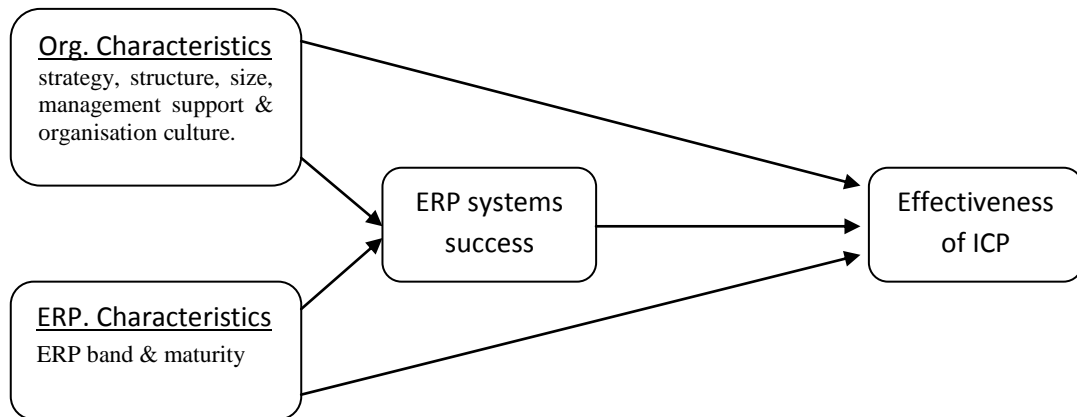 Org. Characteristics
strategy, structure, size,
management support &
organisation culture.
ERP systems
success
Effectiveness
of ICP
ERP. Characteristics
ERP band & maturity